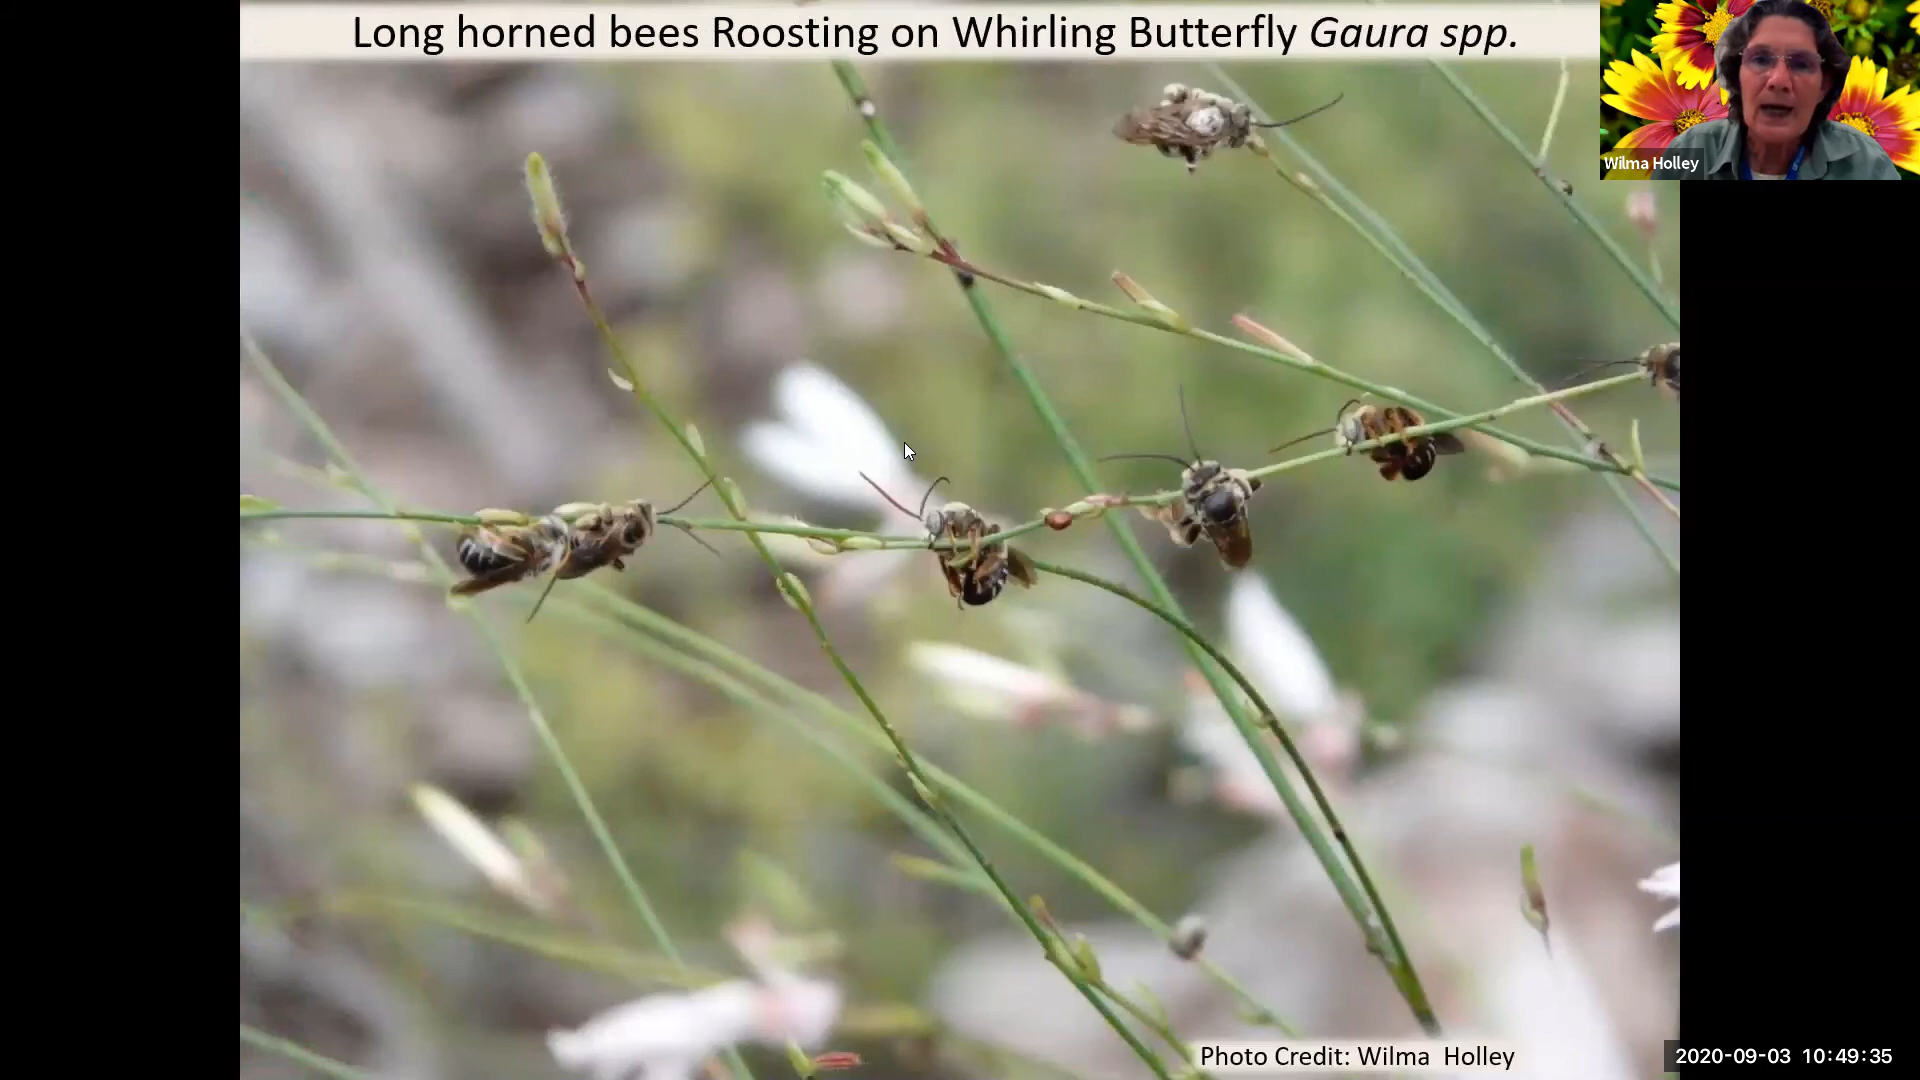 Long horned bees Roosting on Whirling Butterfly Gaura spp.
Wilma Holley
Photo Credit: Wilma Holley
2020-09-03 10:49:35